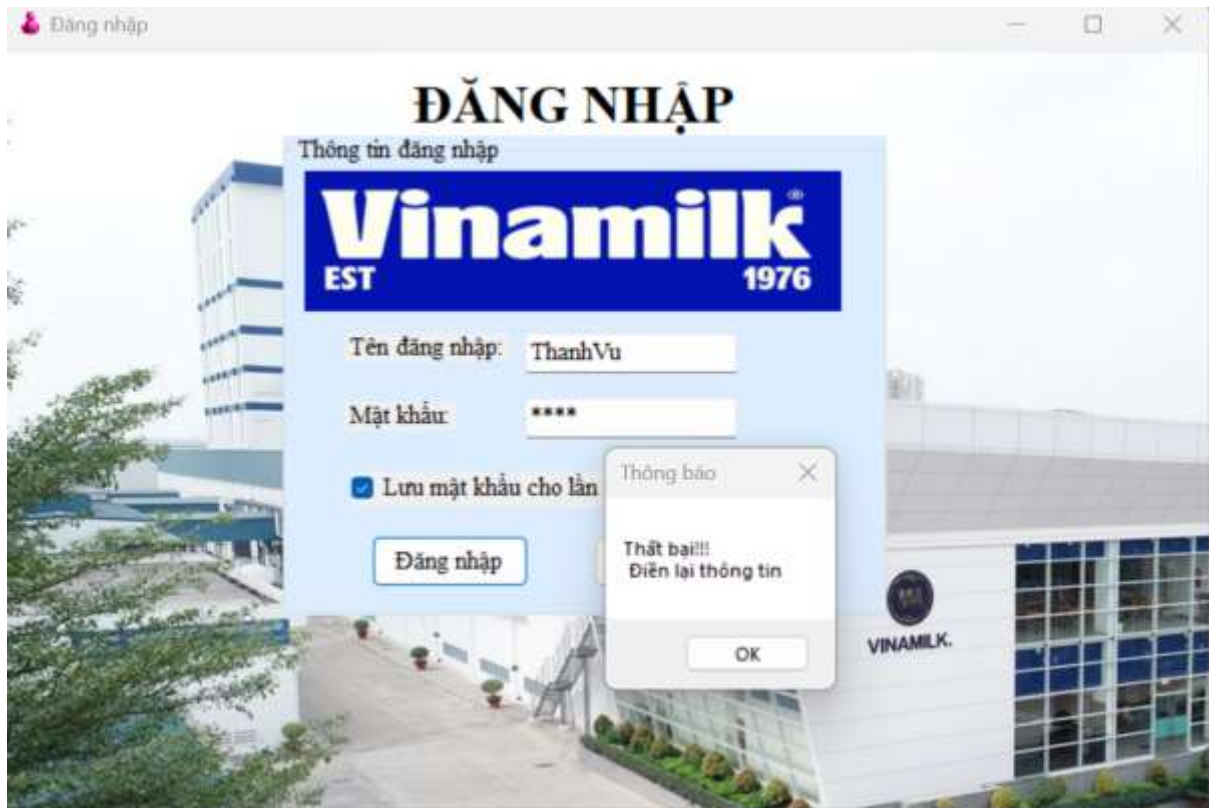 Đăng nhập
ĐĂNG NHẬP
Thông tin đăng nhập
Vinamilk®
EST 1976
Tên đăng nhập: ThanhVu
Mật khẩu: ****
Lưu mật khẩu cho lần
Thông báo
Thất bại!!!
Điền lại thông tin
Đăng nhập
OK
VINAMILK.